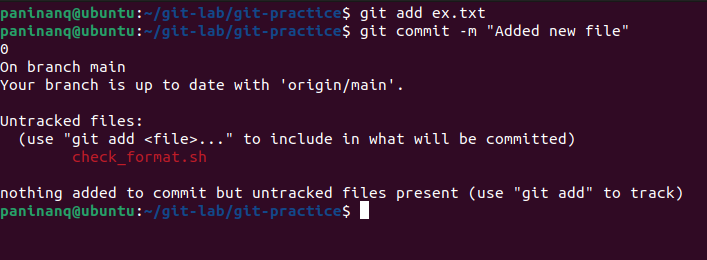 paninanq@ubuntu:~/git-lab/git-practice$ git add ex.txt
paninanq@ubuntu:~/git-lab/git-practice$ git commit -m "Added new file"
0
On branch main
Your branch is up to date with 'origin/main'.

Untracked files:
  (use "git add <file>..." to include in what will be committed)
        check_format.sh

nothing added to commit but untracked files present (use "git add" to track)
paninanq@ubuntu:~/git-lab/git-practice$